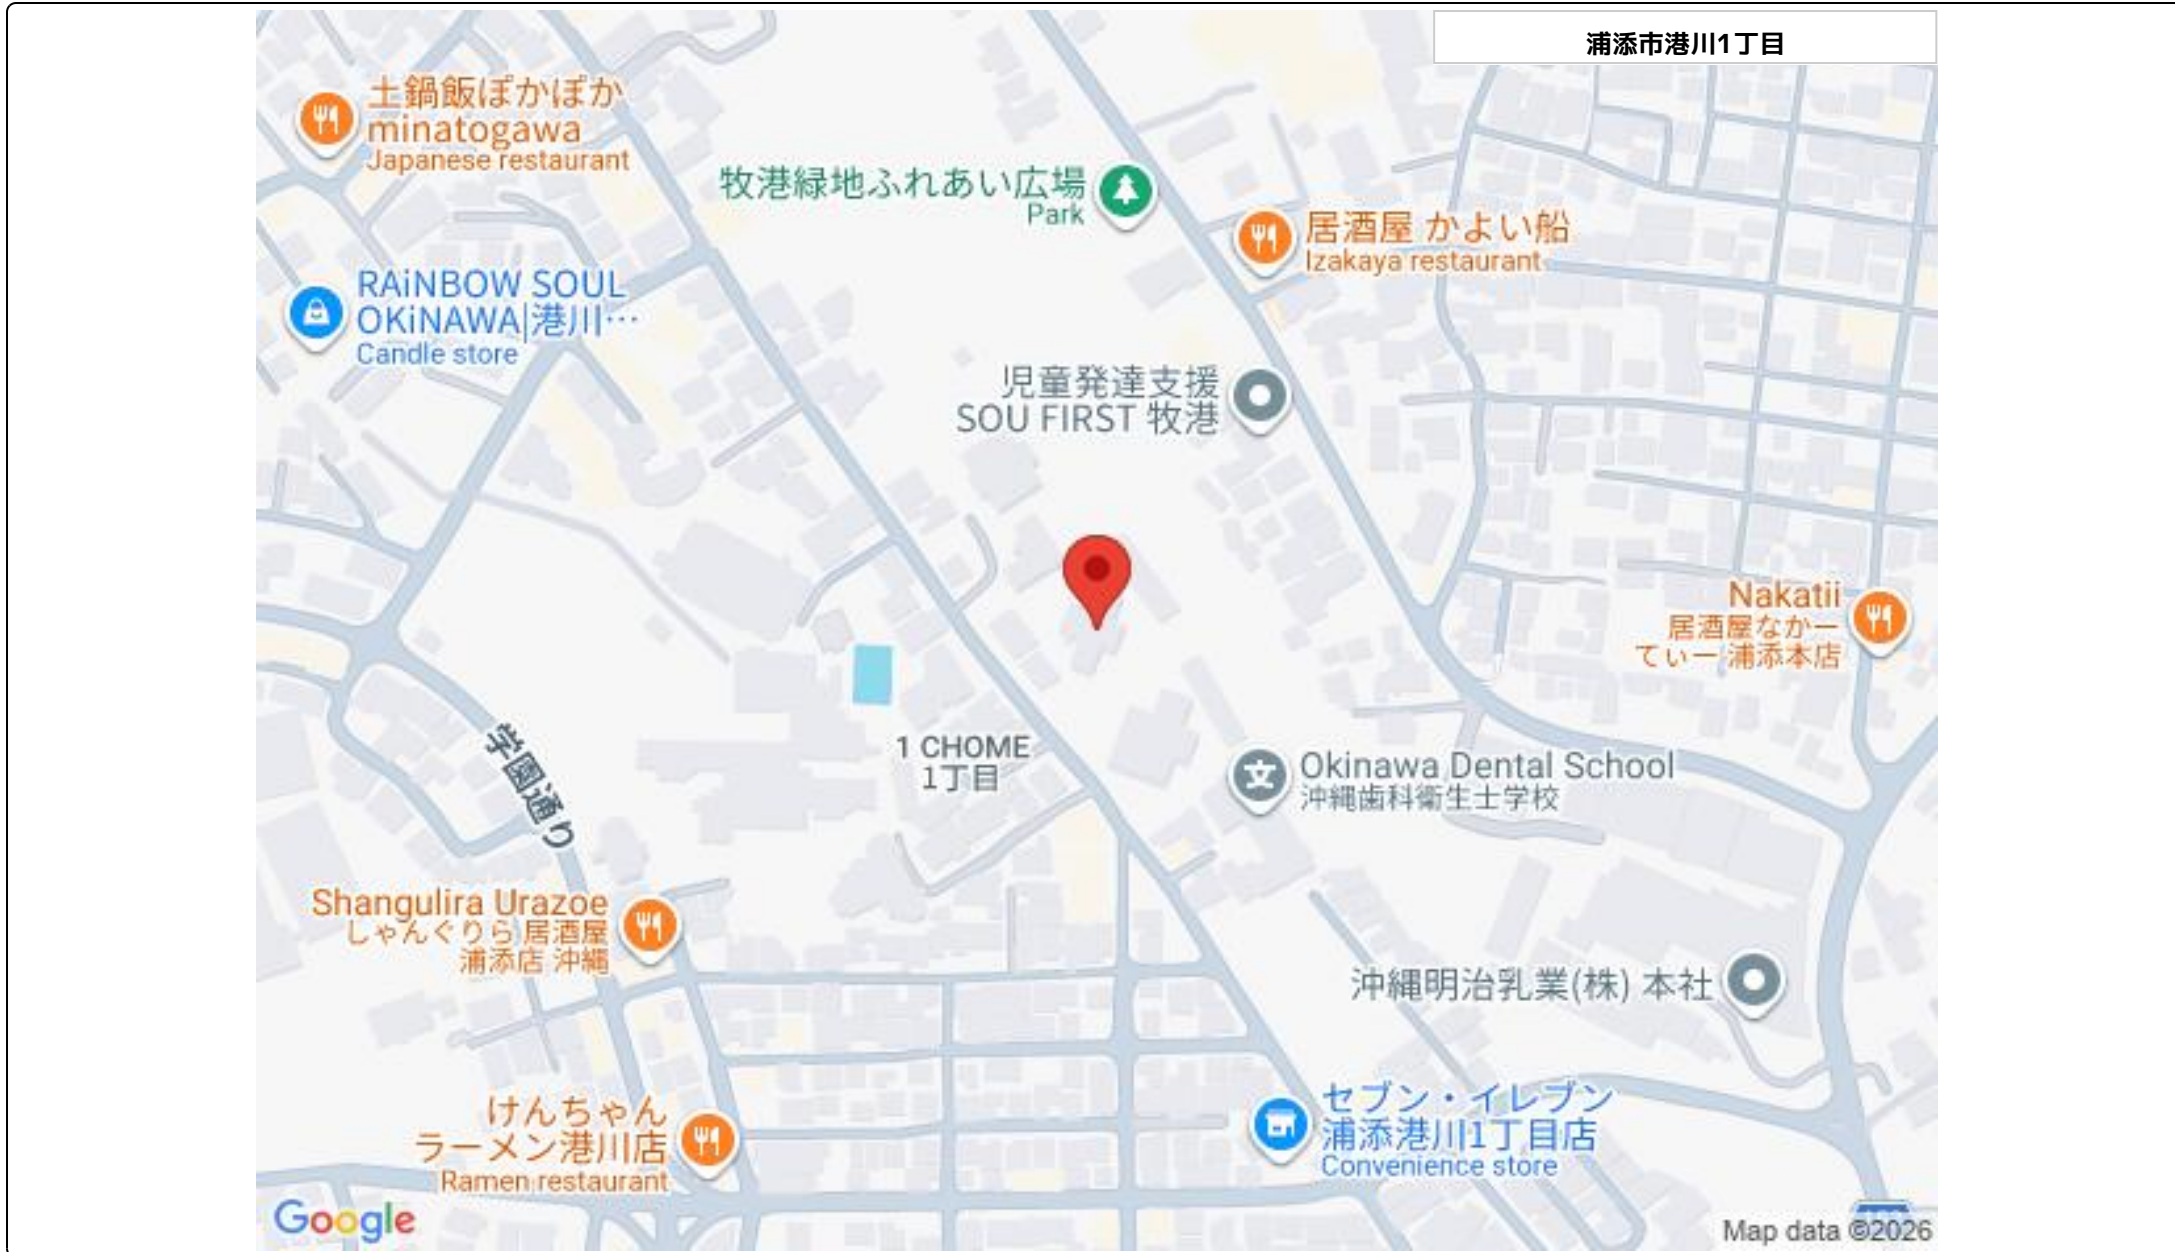 浦添市港川1丁目
土鍋飯ぽかぽか
minatogawa
Japanese restaurant
牧港緑地ふれあい広場
Park
居酒屋 かよい船
Izakaya restaurant
RAiNBOW SOUL
OKiNAWA|港川…
Candle store
児童発達支援
SOU FIRST 牧港
Nakatii
居酒屋なかー
てぃー 浦添本店
1 CHOME
1丁目
Okinawa Dental School
沖縄歯科衛生士学校
学園通り
Shangulira Urazoe
しゃんぐりら 居酒屋
浦添店 沖縄
沖縄明治乳業(株) 本社
けんちゃん
ラーメン港川店
Ramen restaurant
セブン・イレブン
浦添港川1丁目店
Convenience store
Google
Map data ©2026